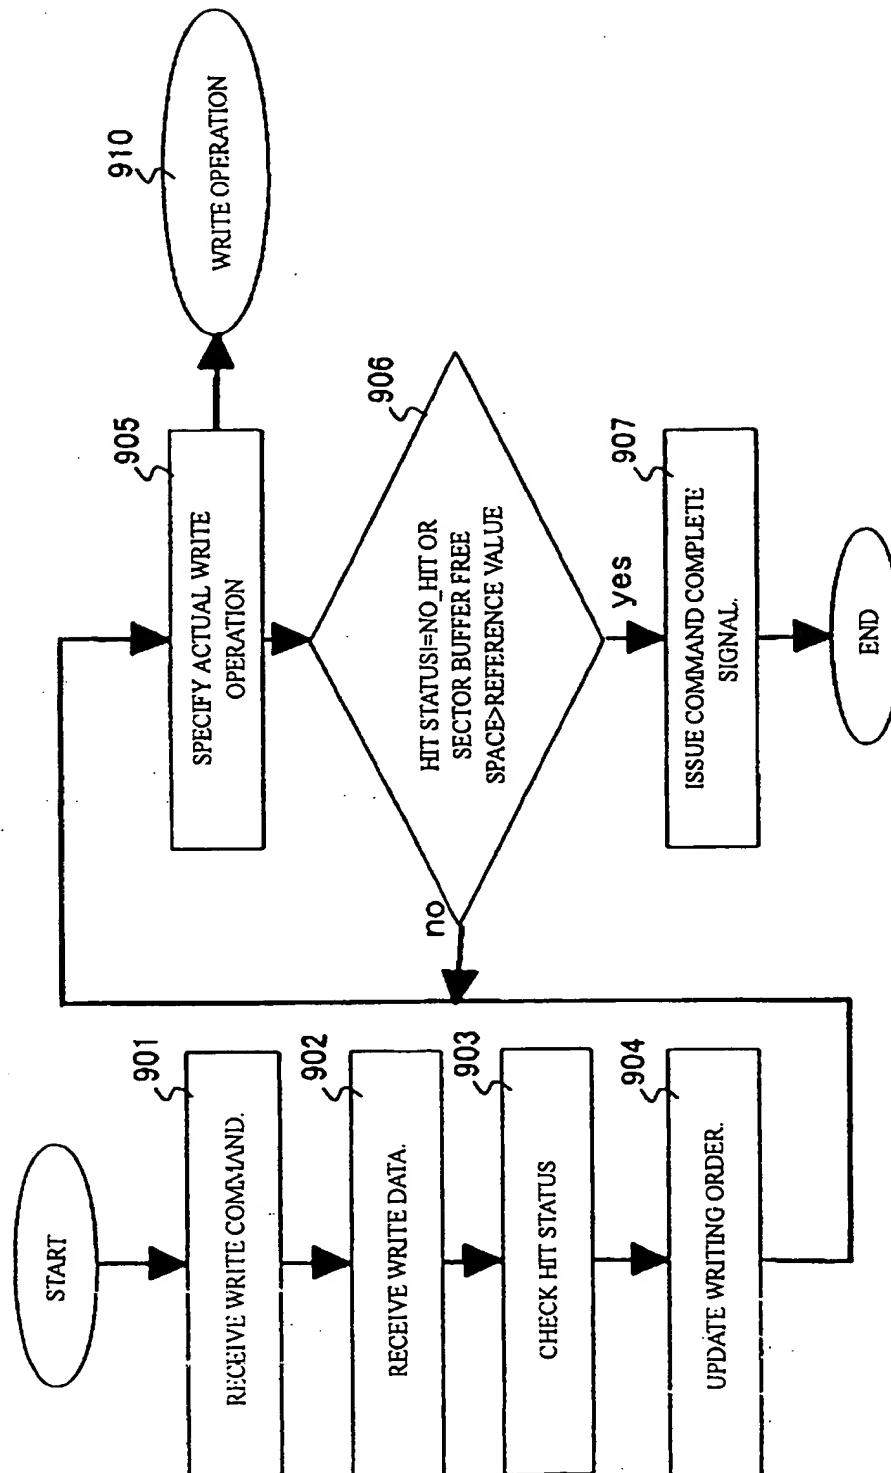 START
901
RECEIVE WRITE COMMAND.
902
RECEIVE WRITE DATA.
903
CHECK HIT STATUS
904
UPDATE WRITING ORDER.
905
SPECIFY ACTUAL WRITE
OPERATION
910
WRITE OPERATION
906
HIT STATUS!=NO_HIT OR
SECTOR BUFFER FREE
SPACE>REFERENCE VALUE
no
yes
907
ISSUE COMMAND COMPLETE
SIGNAL.
END